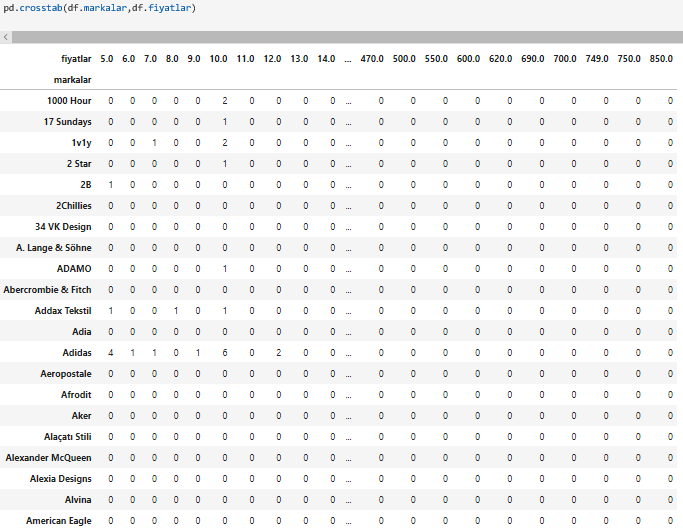 pd.crosstab(df.markalar,df.fiyatlar)
fiyatlar 5.0 6.0 7.0 8.0 9.0 10.0 11.0 12.0 13.0 14.0 ... 470.0 500.0 550.0 600.0 620.0 690.0 700.0 749.0 750.0 850.0
markalar
1000 Hour 0 0 0 0 0 2 0 0 0 0 ... 0 0 0 0 0 0 0 0 0 0
17 Sundays 0 0 0 0 0 1 0 0 0 0 ... 0 0 0 0 0 0 0 0 0 0
1v1y 0 0 1 0 0 2 0 0 0 0 ... 0 0 0 0 0 0 0 0 0 0
2 Star 0 0 0 0 0 1 0 0 0 0 ... 0 0 0 0 0 0 0 0 0 0
2B 1 0 0 0 0 0 0 0 0 0 ... 0 0 0 0 0 0 0 0 0 0
2Chillies 0 0 0 0 0 0 0 0 0 0 ... 0 0 0 0 0 0 0 0 0 0
34 VK Design 0 0 0 0 0 0 0 0 0 0 ... 0 0 0 0 0 0 0 0 0 0
A. Lange & Söhne 0 0 0 0 0 0 0 0 0 0 ... 0 0 0 0 0 0 0 0 0 0
ADAMO 0 0 0 0 0 1 0 0 0 0 ... 0 0 0 0 0 0 0 0 0 0
Abercrombie & Fitch 0 0 0 0 0 0 0 0 0 0 ... 0 0 0 0 0 0 0 0 0 0
Addax Tekstil 1 0 0 1 0 1 0 0 0 0 ... 0 0 0 0 0 0 0 0 0 0
Adia 0 0 0 0 0 0 0 0 0 0 ... 0 0 0 0 0 0 0 0 0 0
Adidas 4 1 1 0 1 6 0 2 0 0 ... 0 0 0 0 0 0 0 0 0 0
Aeropostale 0 0 0 0 0 0 0 0 0 0 ... 0 0 0 0 0 0 0 0 0 0
Afrodit 0 0 0 0 0 0 0 0 0 0 ... 0 0 0 0 0 0 0 0 0 0
Aker 0 0 0 0 0 0 0 0 0 0 ... 0 0 0 0 0 0 0 0 0 0
Alaçatı Stili 0 0 0 0 0 0 0 0 0 0 ... 0 0 0 0 0 0 0 0 0 0
Alexander McQueen 0 0 0 0 0 0 0 0 0 0 ... 0 0 0 0 0 0 0 0 0 0
Alexia Designs 0 0 0 0 0 0 0 0 0 0 ... 0 0 0 0 0 0 0 0 0 0
Alvina 0 0 0 0 0 0 0 0 0 0 ... 0 0 0 0 0 0 0 0 0 0
American Eagle 0 0 0 0 0 0 0 0 0 0 ... 0 0 0 0 0 0 0 0 0 0